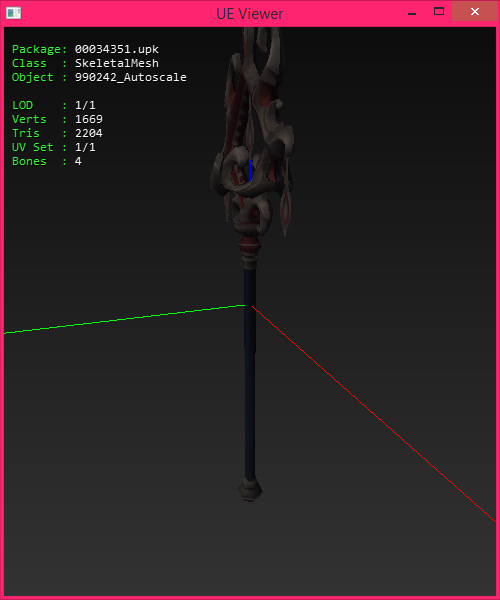 UE Viewer
Package: 00034351.upk
Class  : SkeletalMesh
Object : 990242_Autoscale
LOD    : 1/1
Verts  : 1669
Tris   : 2204
UV Set : 1/1
Bones  : 4